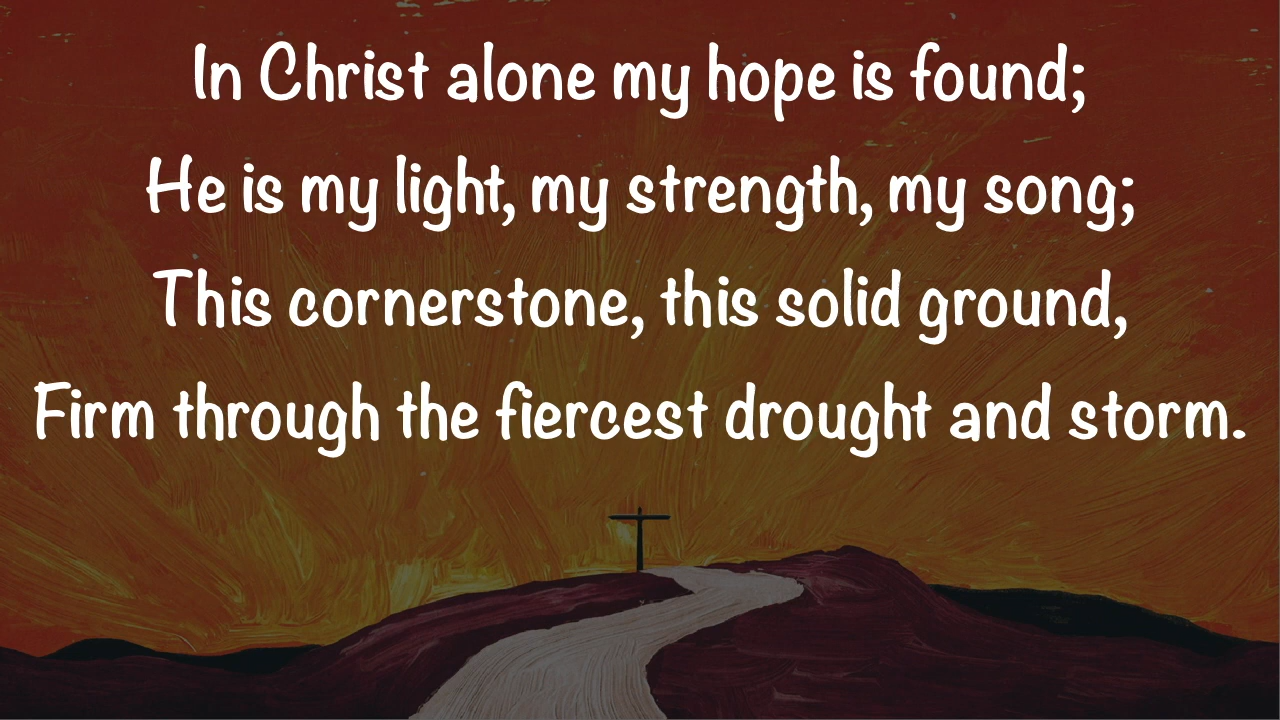 In Christ alone my hope is found;
He is my light, my strength, my song;
This cornerstone, this solid ground,
Firm through the fiercest drought and storm.